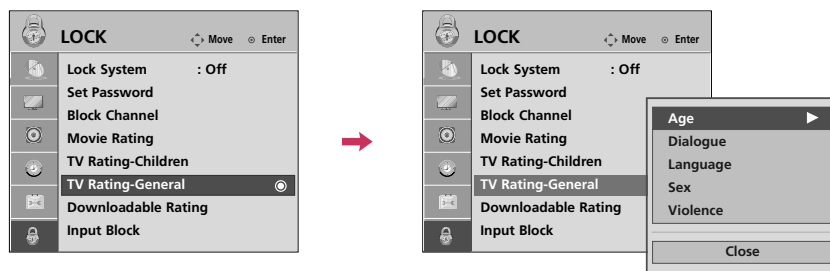 LOCK Move Enter
Lock System : Off
Set Password
Block Channel
Movie Rating
TV Rating-Children
TV Rating-General
Downloadable Rating
Input Block
LOCK Move Enter
Lock System : Off
Set Password
Block Channel
Movie Rating
TV Rating-Children
TV Rating-General
Downloadable Rating
Input Block
Age
Dialogue
Language
Sex
Violence
Close